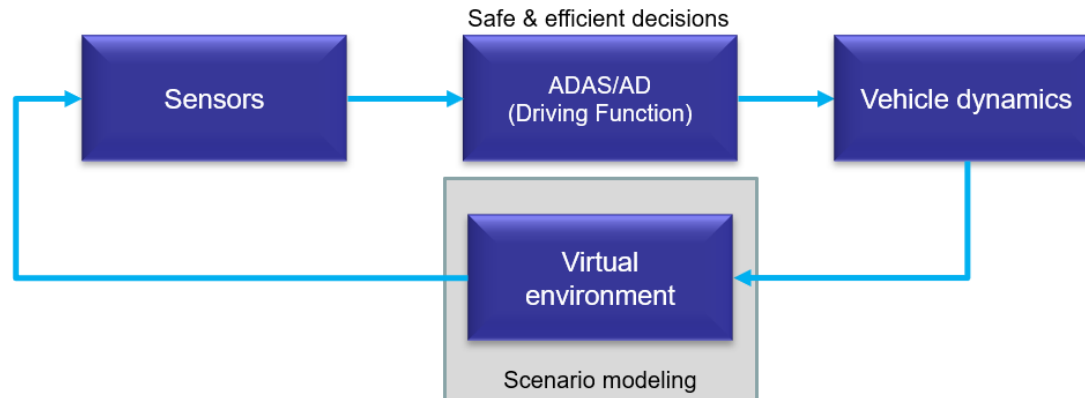 Safe & efficient decisions
Sensors
ADAS/AD
(Driving Function)
Vehicle dynamics
Virtual
environment
Scenario modeling